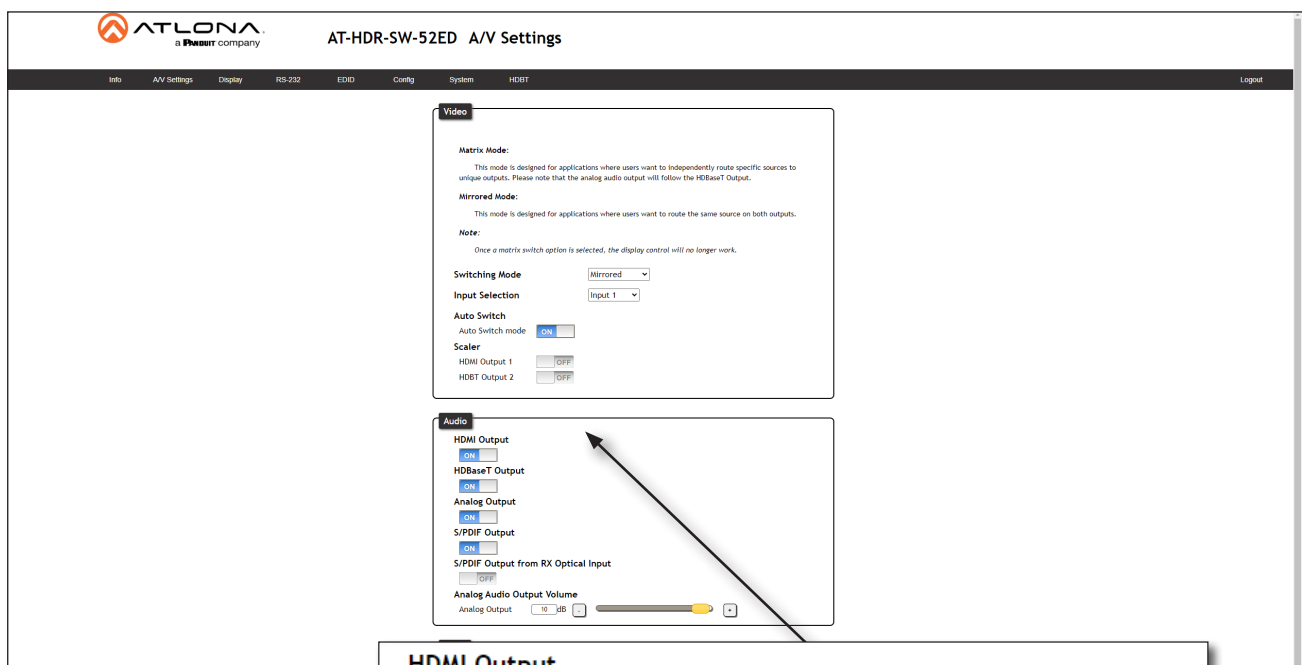 ATLONA.
a PANDUIT company
AT-HDR-SW-52ED A/V Settings
Info A/V Settings Display RS-232 EDID Config System HDBT Logout
Video
Matrix Mode:
This mode is designed for applications where users want to independently route specific sources to
unique outputs. Please note that the analog audio output will follow the HDBaseT Output.
Mirrored Mode:
This mode is designed for applications where users want to route the same source on both outputs.
Note:
Once a matrix switch option is selected, the display control will no longer work.
Switching Mode Mirrored
Input Selection Input 1
Auto Switch
Auto Switch mode ON
Scaler
HDMI Output 1 OFF
HDBT Output 2 OFF
Audio
HDMI Output
ON
HDBaseT Output
ON
Analog Output
ON
S/PDIF Output
ON
S/PDIF Output from RX Optical Input
OFF
Analog Audio Output Volume
Analog Output 10 dB - +
HDMI Output